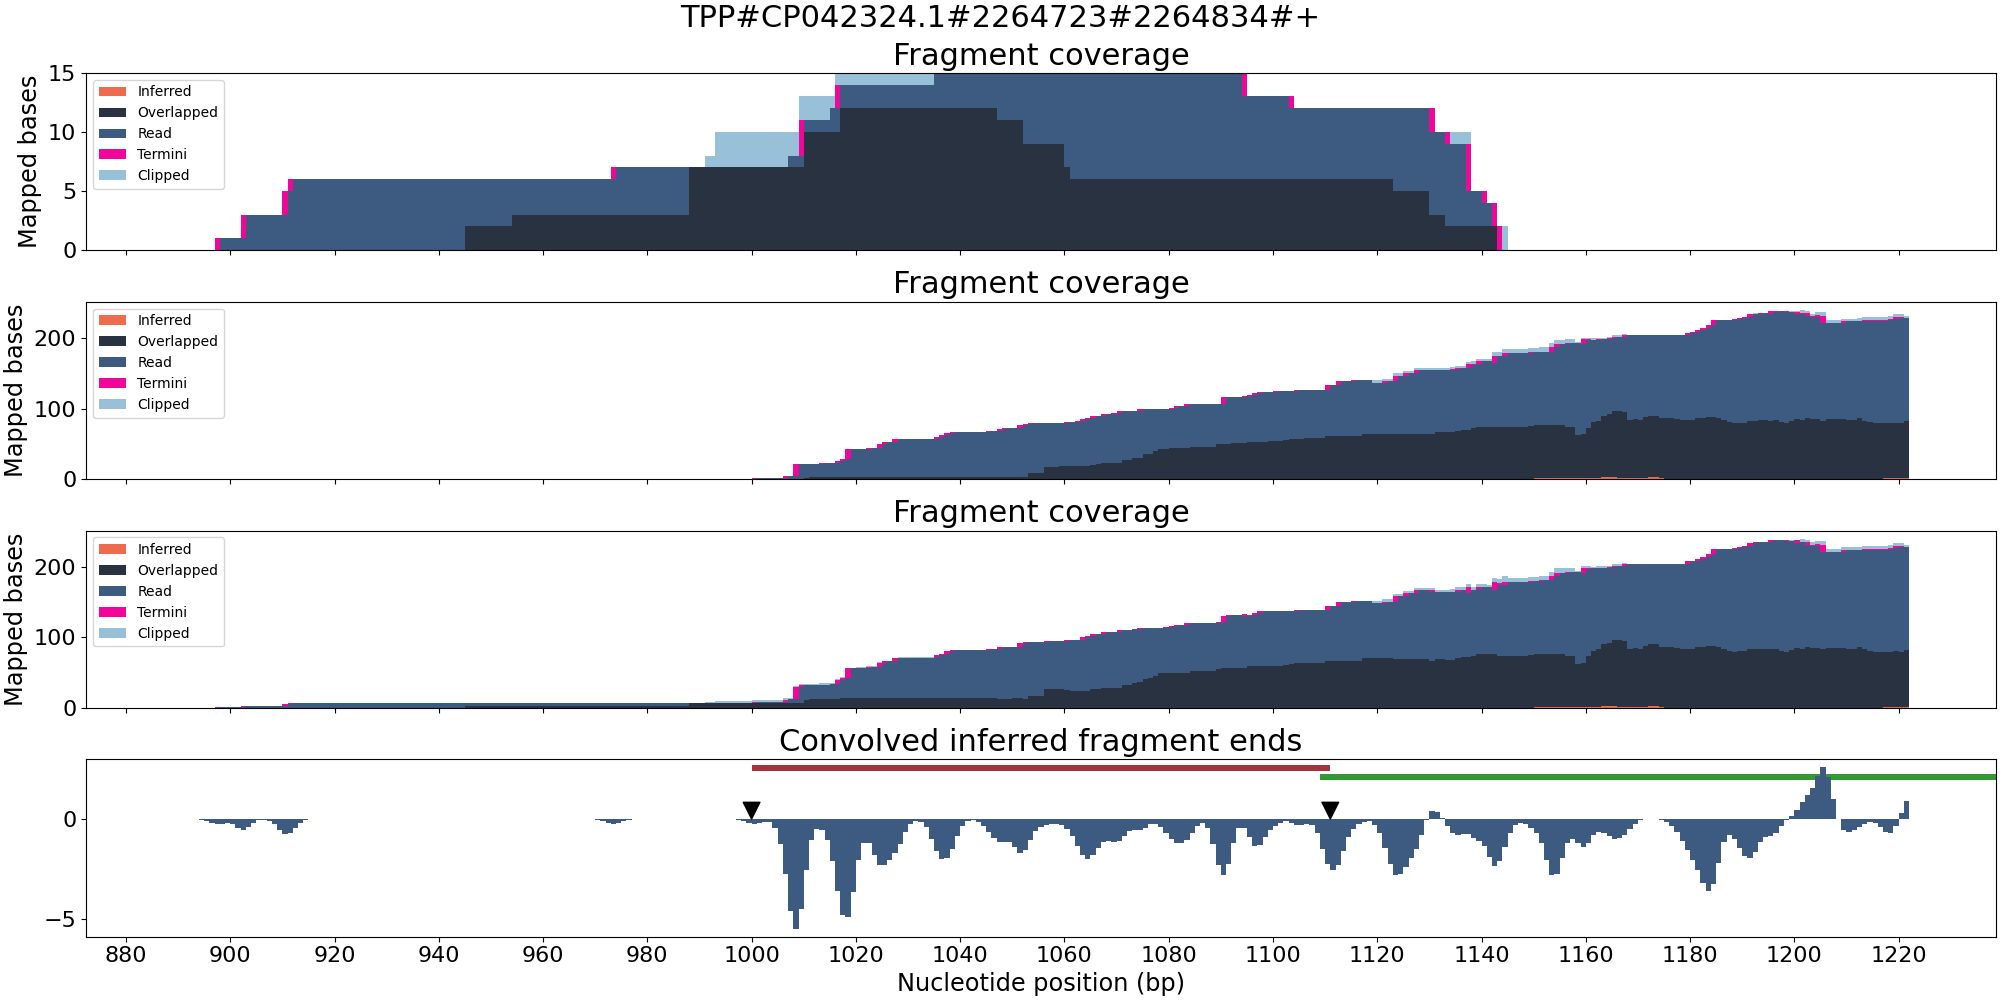 TPP#CP042324.1#2264723#2264834#+
Fragment coverage
Mapped bases
15
10
5
0
Inferred
Overlapped
Read
Termini
Clipped
Fragment coverage
Mapped bases
200
100
0
Inferred
Overlapped
Read
Termini
Clipped
Fragment coverage
Mapped bases
200
100
0
Inferred
Overlapped
Read
Termini
Clipped
Convolved inferred fragment ends
0
−5
880 900 920 940 960 980 1000 1020 1040 1060 1080 1100 1120 1140 1160 1180 1200 1220
Nucleotide position (bp)